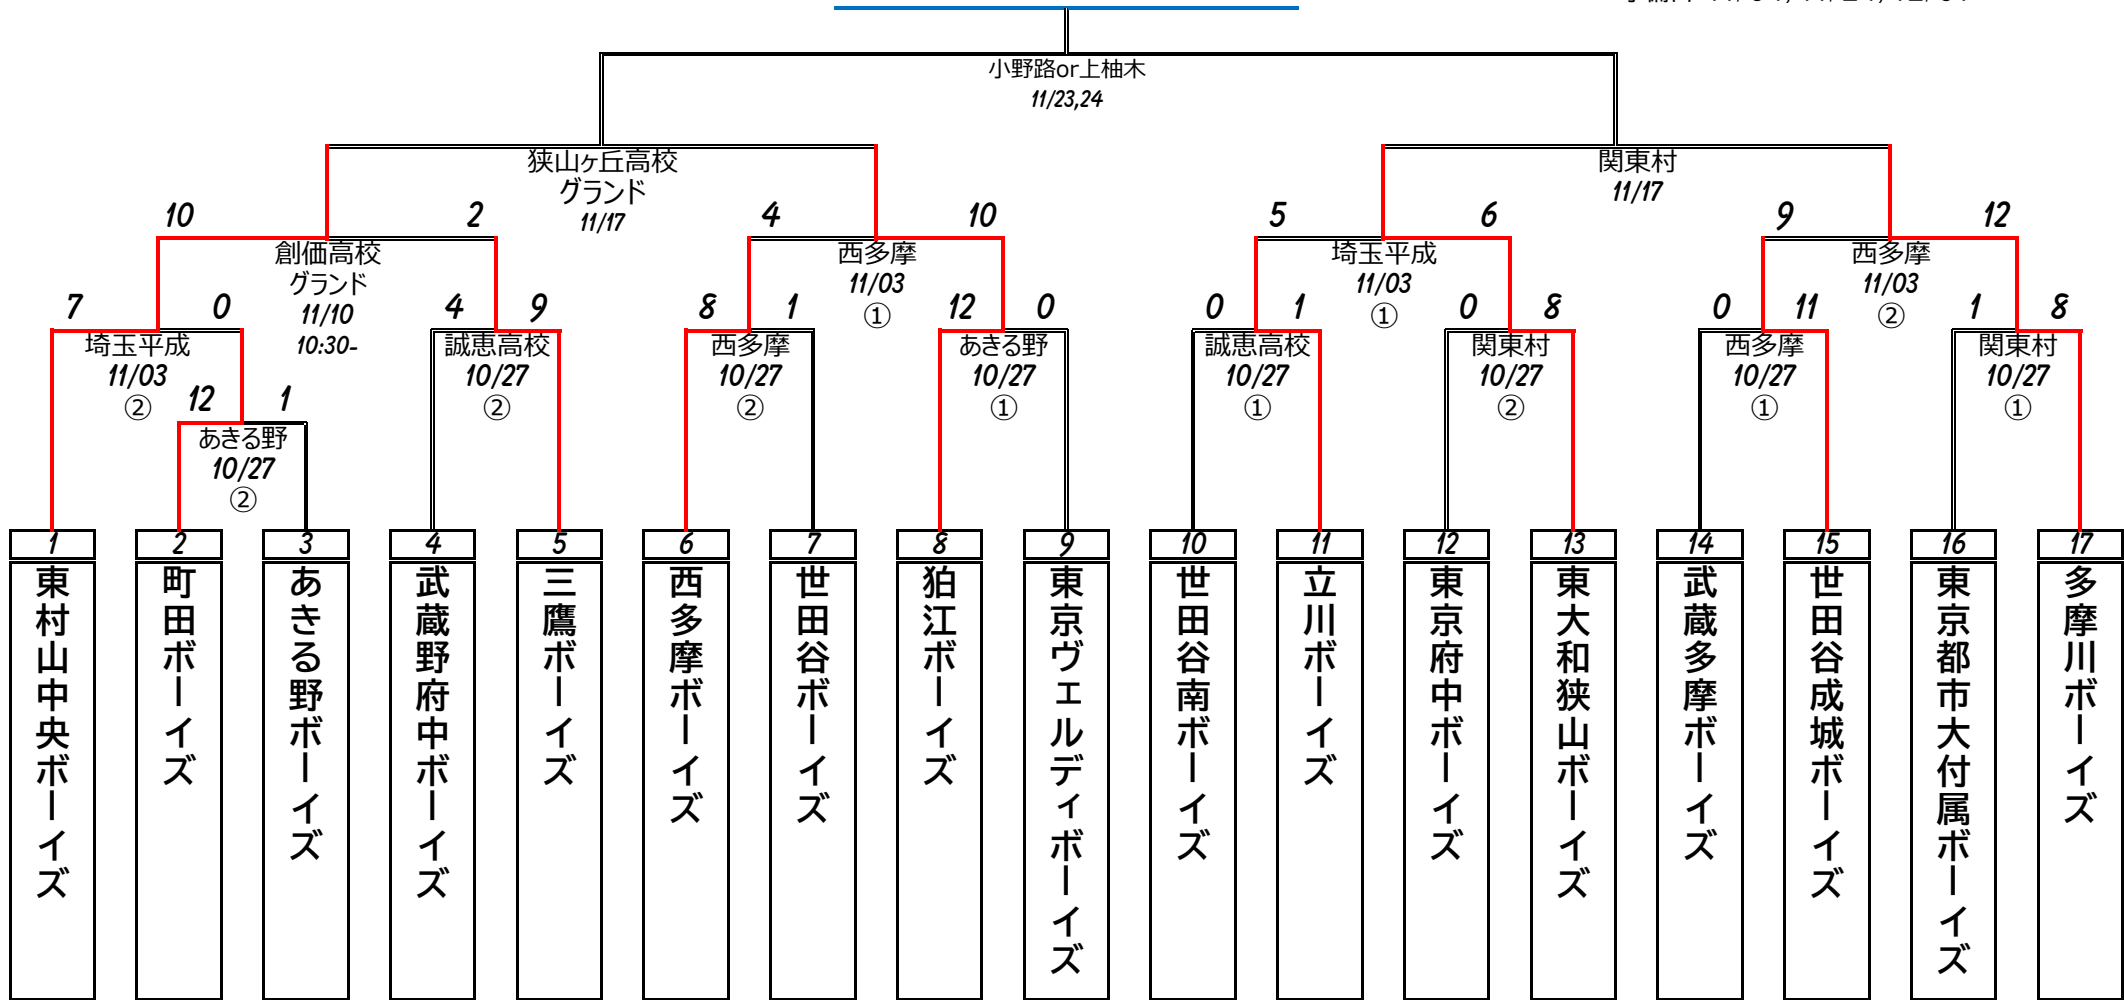 小野路or上柚木
11/23,24
狭山ヶ丘高校
グランド
11/17
関東村
11/17
10 2 4 10 5 6 9 12
創価高校
グランド
11/10
10:30-
西多摩
11/03
①
埼玉平成
11/03
①
西多摩
11/03
②
7 0 4 9 8 1 12 0 0 1 0 8 0 11 1 8
埼玉平成
11/03
②
誠恵高校
10/27
②
西多摩
10/27
②
あきる野
10/27
①
誠恵高校
10/27
①
関東村
10/27
②
西多摩
10/27
①
関東村
10/27
①
12 1
あきる野
10/27
②
1 2 3 4 5 6 7 8 9 10 11 12 13 14 15 16 17
東村山中央ボーイズ
町田ボーイズ
あきる野ボーイズ
武蔵野府中ボーイズ
三鷹ボーイズ
西多摩ボーイズ
世田谷ボーイズ
狛江ボーイズ
東京ヴェルディボーイズ
世田谷南ボーイズ
立川ボーイズ
東京府中ボーイズ
東大和狭山ボーイズ
武蔵多摩ボーイズ
世田谷成城ボーイズ
東京都市大付属ボーイズ
多摩川ボーイズ